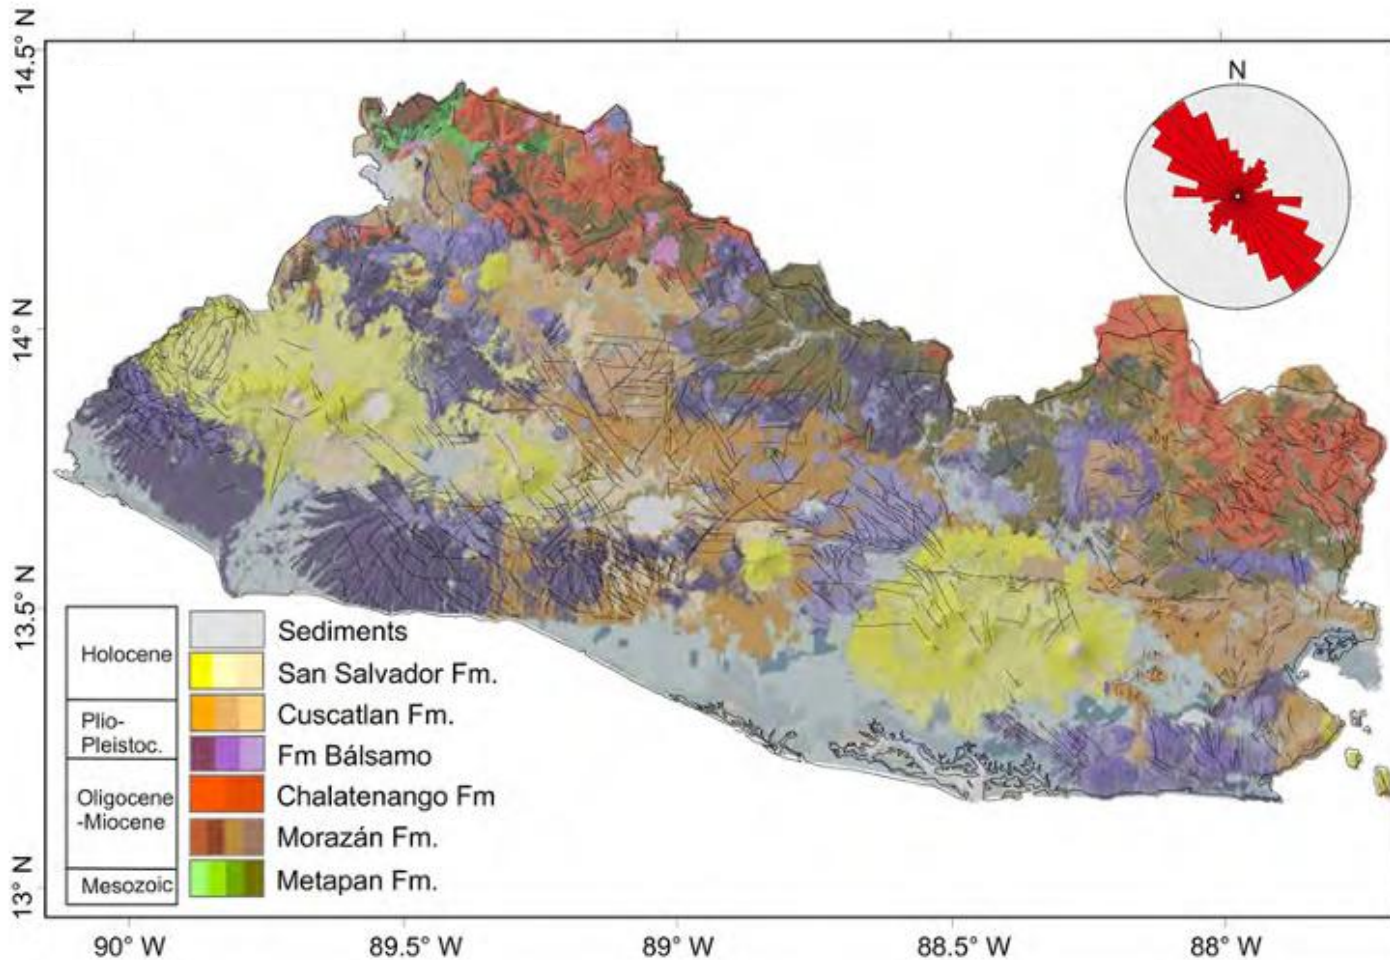 14.5° N
14° N
13.5° N
13° N
N
Holocene
Plio-
Pleistoc.
Oligocene
-Miocene
Mesozoic
Sediments
San Salvador Fm.
Cuscatlan Fm.
Fm Bálsamo
Chalatenango Fm
Morazán Fm.
Metapan Fm.
90° W
89.5° W
89° W
88.5° W
88° W